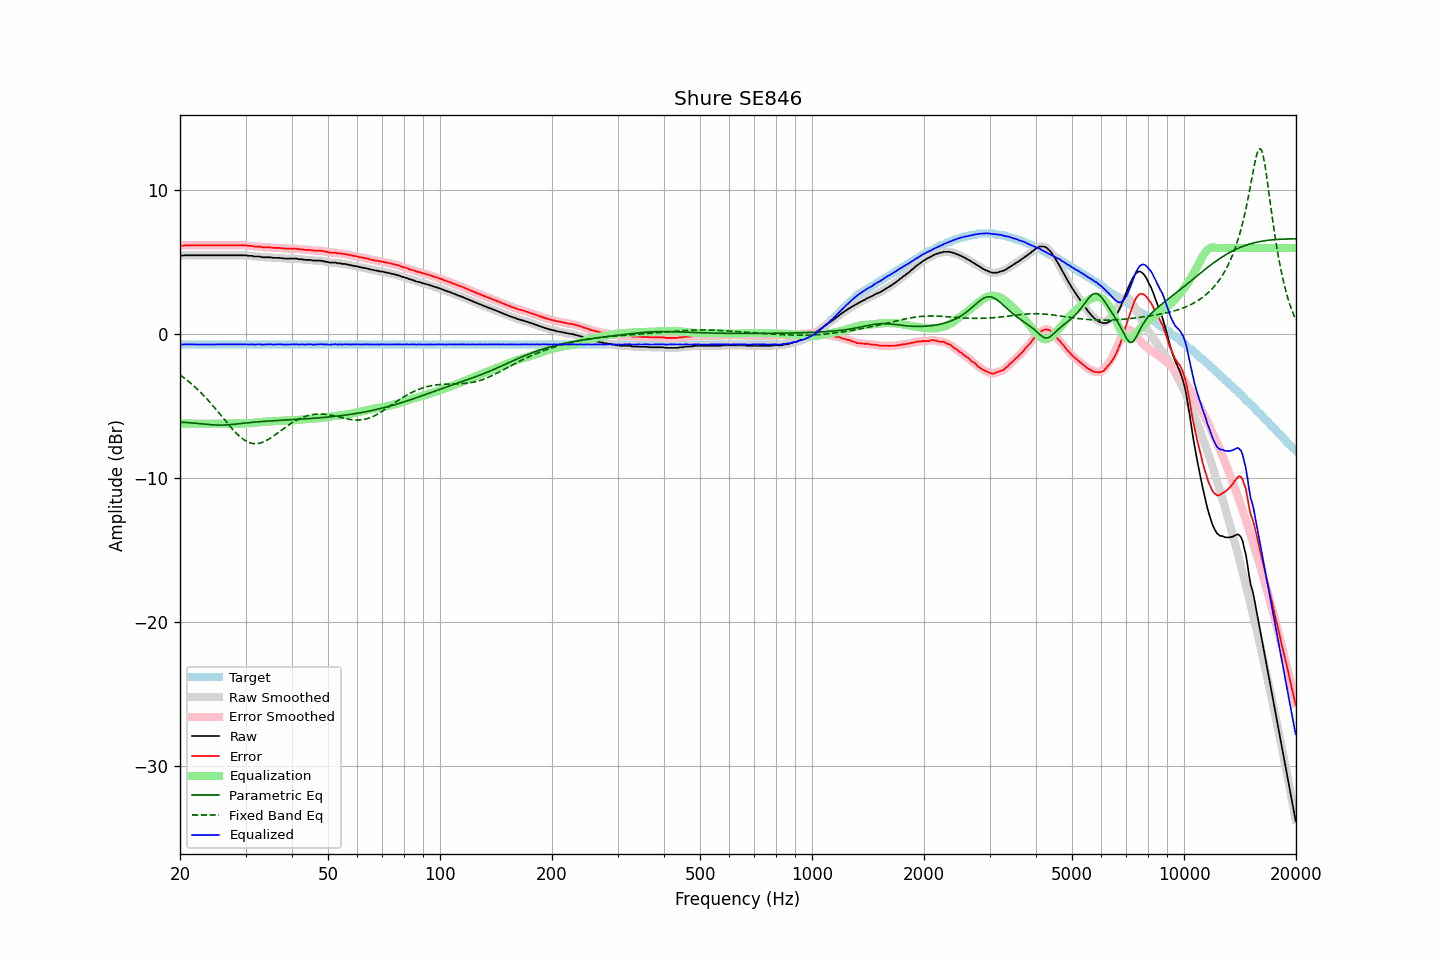 Shure SE846
Amplitude (dBr)
10
0
−10
−20
−30
Target
Raw Smoothed
Error Smoothed
Raw
Error
Equalization
Parametric Eq
Fixed Band Eq
Equalized
20 50 100 200 500 1000 2000 5000 10000 20000
Frequency (Hz)